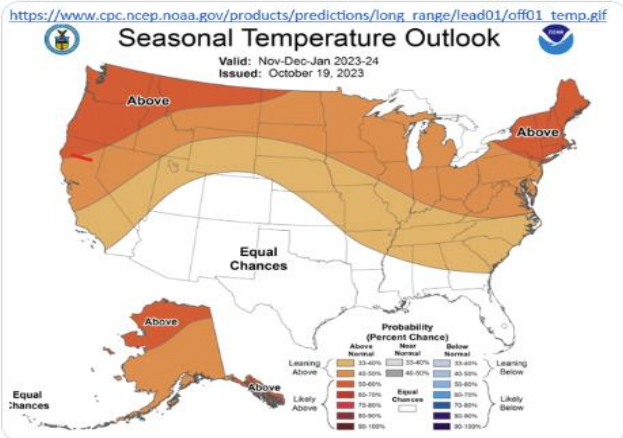 https://www.cpc.ncep.noaa.gov/products/predictions/long_range/lead01/off01_temp.gif
Seasonal Temperature Outlook
Valid: Nov-Dec-Jan 2023-24
Issued: October 19, 2023
Above
Above
Equal
Chances
Above
Above
Equal
Chances
Probability
(Percent Chance)
Above
Normal
Near
Normal
Below
Normal
Leaning
Above
33-40%
33-40%
33-40%
Leaning
Below
40-50%
40-50%
40-50%
Likely
Above
50-60%
Equal
Chances
50-60%
Likely
Below
60-70%
60-70%
70-80%
70-80%
80-90%
80-90%
90-100%
90-100%